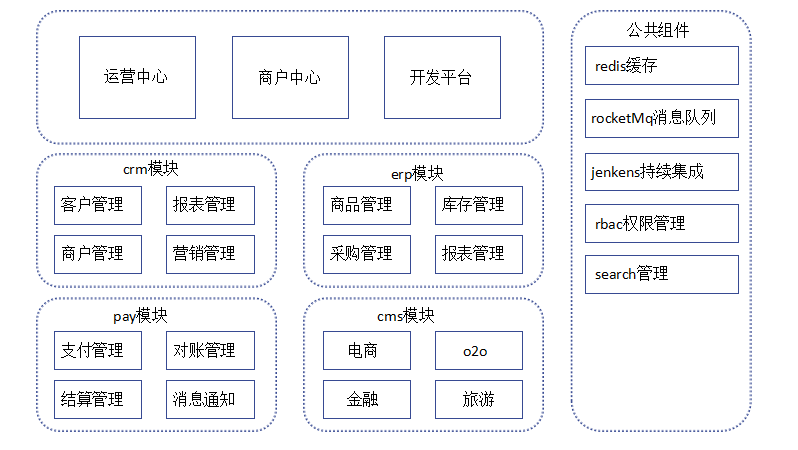 运营中心
商户中心
开发平台
crm模块
客户管理
报表管理
商户管理
营销管理
erp模块
商品管理
库存管理
采购管理
报表管理
pay模块
支付管理
对账管理
结算管理
消息通知
cms模块
电商
o2o
金融
旅游
公共组件
redis缓存
rocketMq消息队列
jenkens持续集成
rbac权限管理
search管理